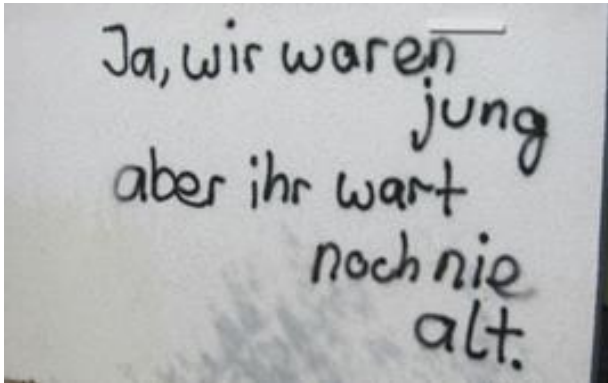 Ja, wir waren
jung
aber ihr wart
noch nie
alt.